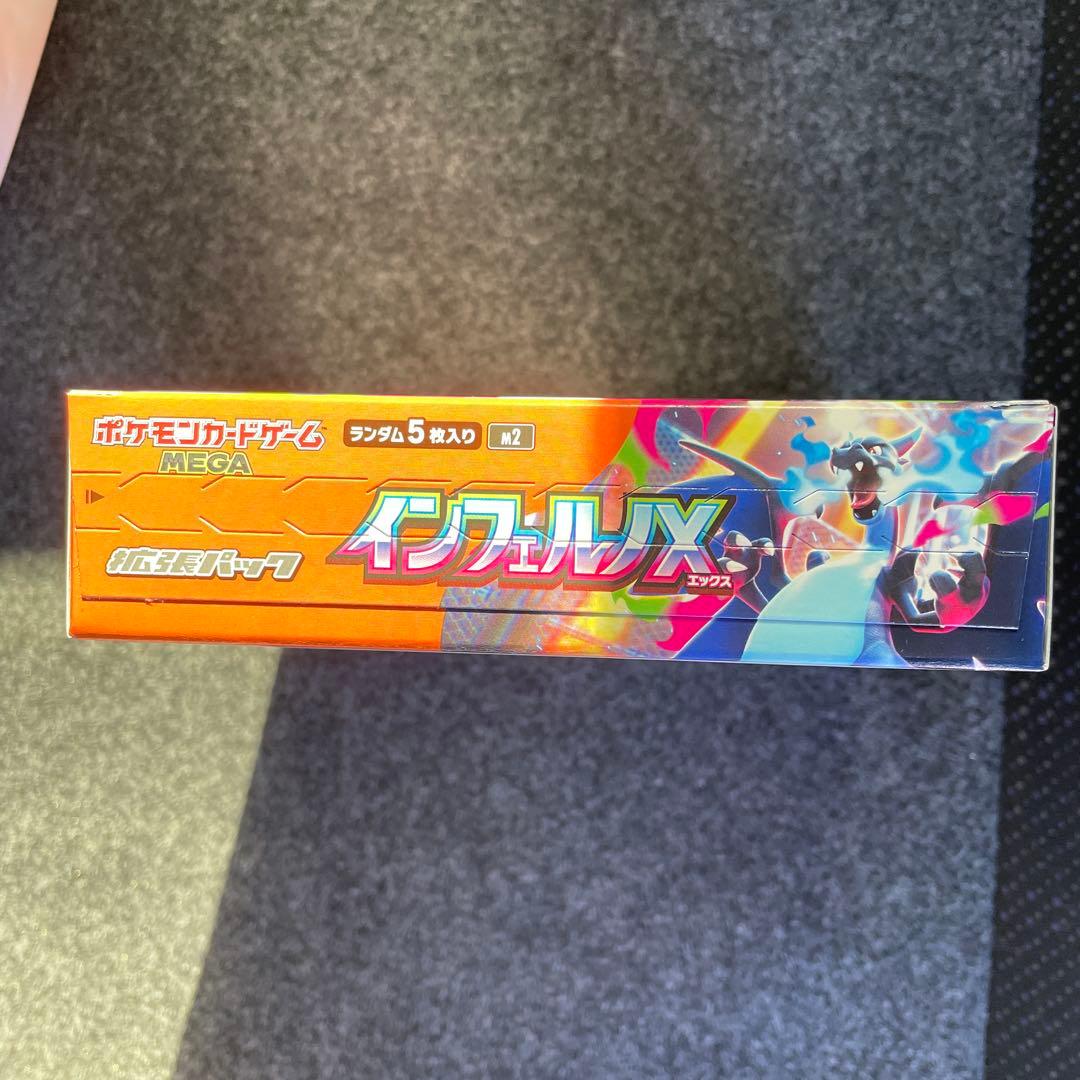 ポケモンカードゲーム
MEGA
ランダム5枚入り
M2
拡張パック
インフェルノX
エックス